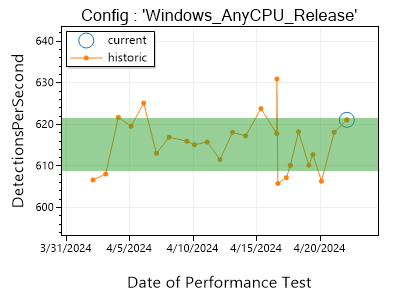 Config : 'Windows_AnyCPU_Release'
current
historic
DetectionsPerSecond
640
630
620
610
600
3/31/2024
4/5/2024
4/10/2024
4/15/2024
4/20/2024
Date of Performance Test